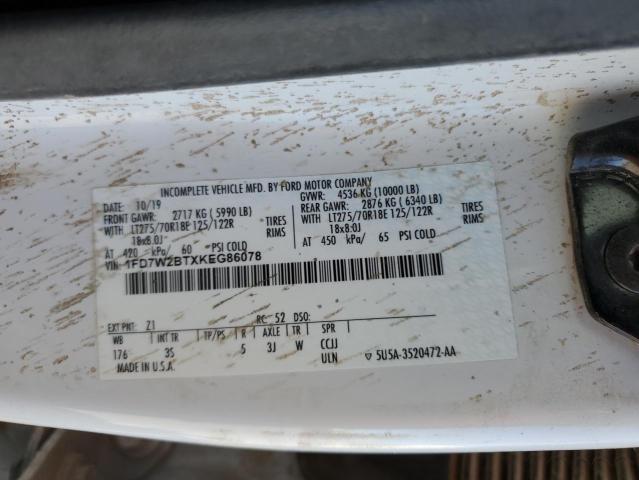 INCOMPLETE VEHICLE MFD. BY FORD MOTOR COMPANY
DATE: 10/19 GVWR: 4536 KG (10000 LB)
FRONT GAWR: 2717 KG (5990 LB) REAR GAWR: 2876 KG (6340 LB)
WITH LT275/70R18E 125/122R TIRES WITH LT275/70R18E 125/122R TIRES
18x8.0J RIMS 18x8.0J RIMS
AT 420 kPa/ 60 PSI COLD AT 450 kPa/ 65 PSI COLD
VIN: 1FD7W2BTXKEG86078
EXT PNT: Z1 RC: 52 DSO:
WB INT TR TP/PS R AXLE TR SPR
176 3S 5 3J W CCJJ
MADE IN U.S.A. ULN 5U5A-3520472-AA